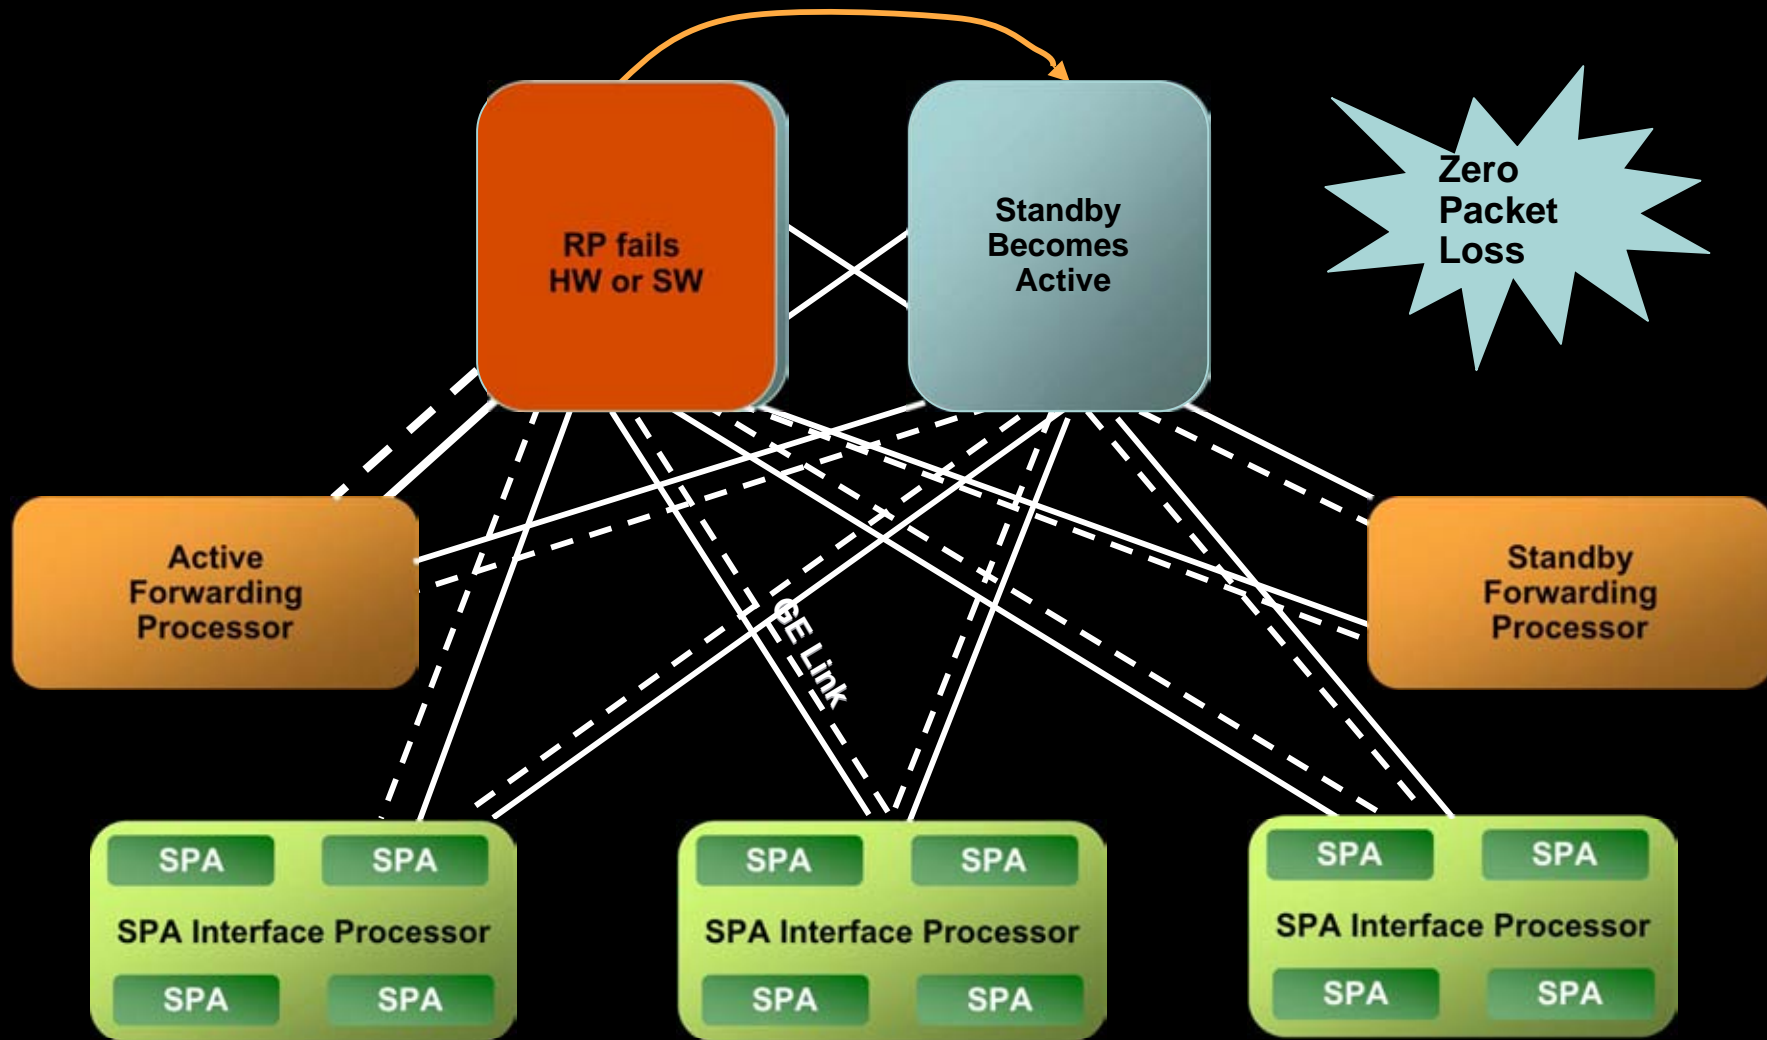 RP fails
HW or SW
Standby
Becomes
Active
Zero
Packet
Loss
Active
Forwarding
Processor
Standby
Forwarding
Processor
GE Link
SPA
SPA
SPA Interface Processor
SPA
SPA
SPA
SPA
SPA Interface Processor
SPA
SPA
SPA
SPA
SPA Interface Processor
SPA
SPA